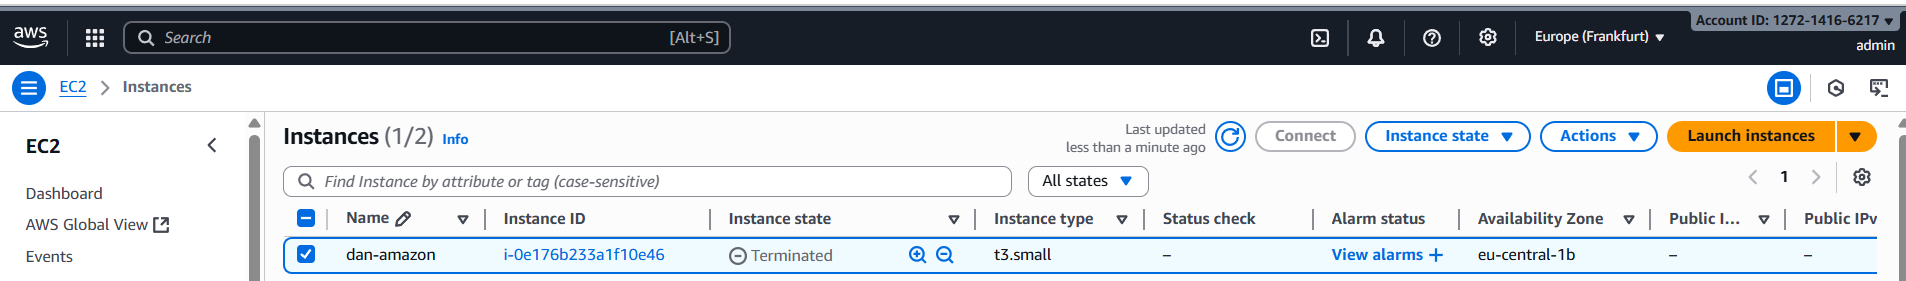 aws
Search [Alt+S]
Europe (Frankfurt)
Account ID: 1272-1416-6217
admin
EC2 Instances
EC2
Dashboard
AWS Global View
Events
Instances (1/2) Info
Last updated
less than a minute ago
Connect
Instance state
Actions
Launch instances
Find Instance by attribute or tag (case-sensitive)
All states
1
Name Instance ID Instance state Instance type Status check Alarm status Availability Zone Public I... Public IPv
dan-amazon i-0e176b233a1f10e46 Terminated t3.small – View alarms + eu-central-1b – –